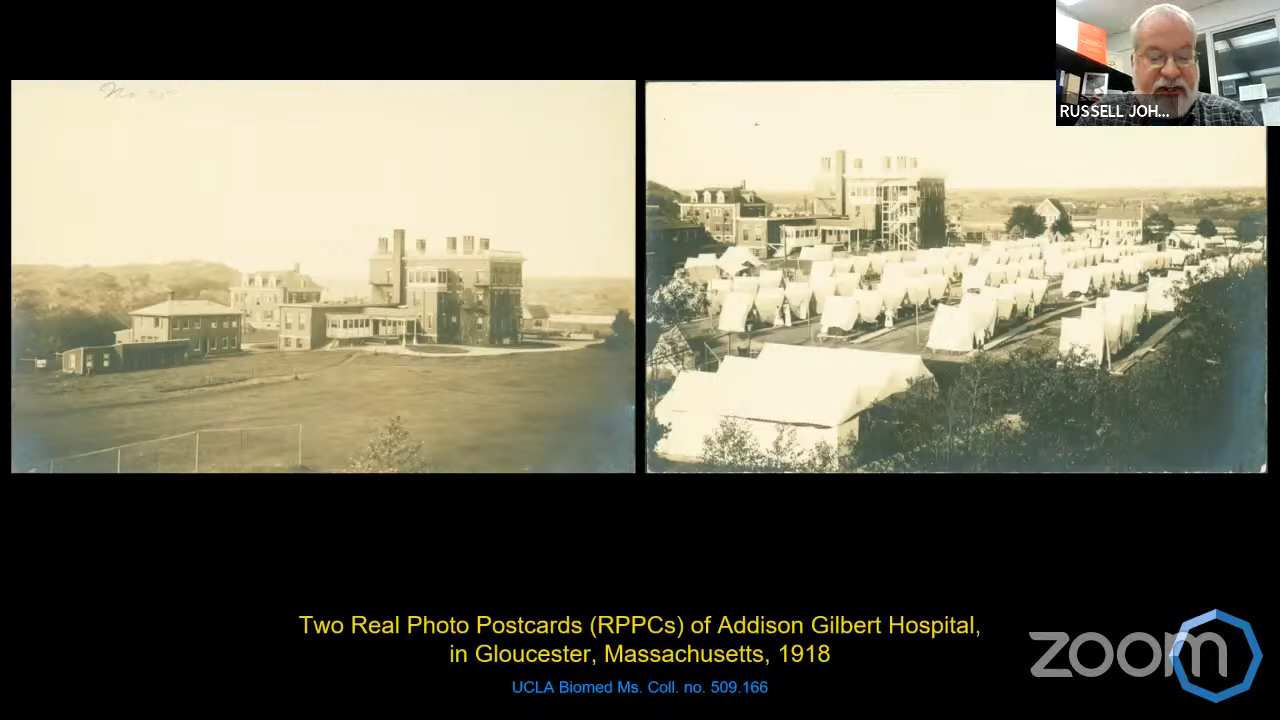 RUSSELL JOH...
Two Real Photo Postcards (RPPCs) of Addison Gilbert Hospital,
in Gloucester, Massachusetts, 1918
UCLA Biomed Ms. Coll. no. 509.166
zoom